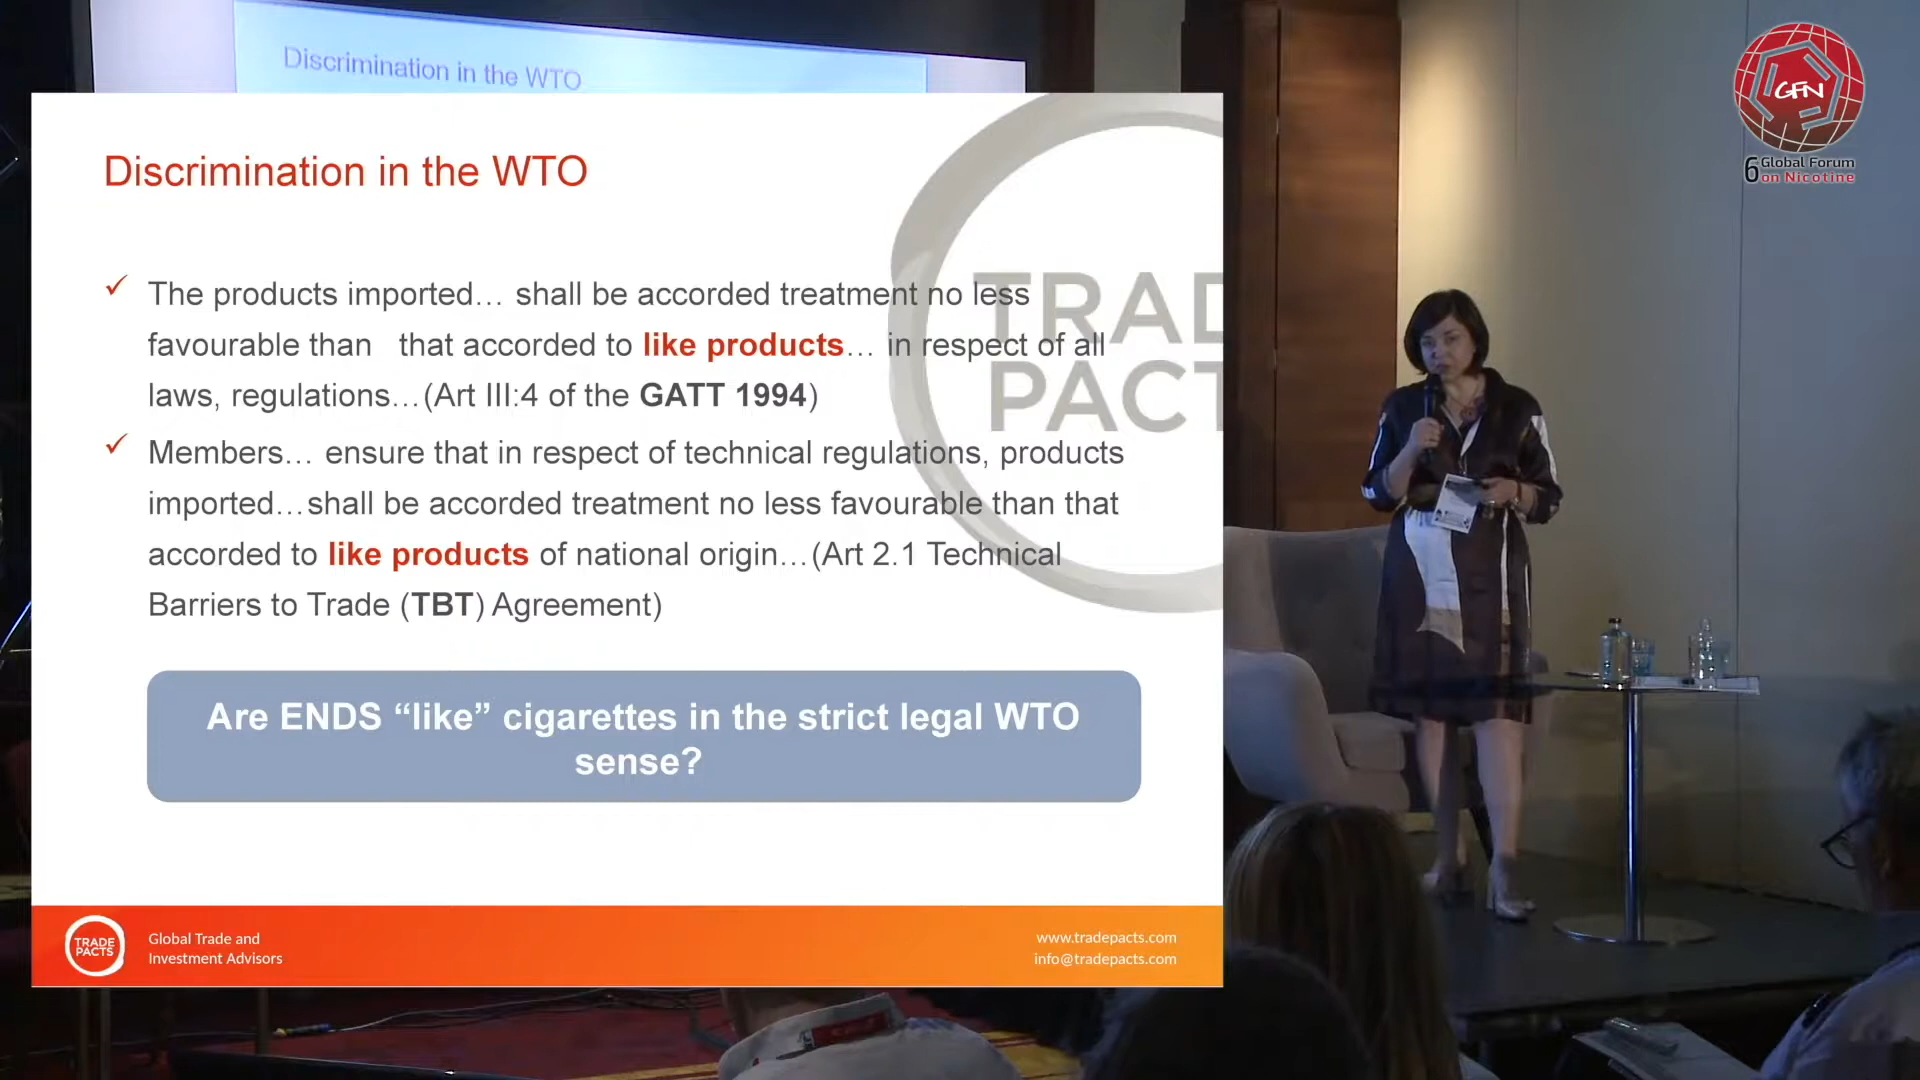 Discrimination in the WTO
GFN
6 Global Forum
on Nicotine
Discrimination in the WTO
TRADE
PACTS
✓ The products imported… shall be accorded treatment no less
favourable than that accorded to like products… in respect of all
laws, regulations…(Art III:4 of the GATT 1994)
✓ Members… ensure that in respect of technical regulations, products
imported…shall be accorded treatment no less favourable than that
accorded to like products of national origin…(Art 2.1 Technical
Barriers to Trade (TBT) Agreement)
Are ENDS “like” cigarettes in the strict legal WTO
sense?
TRADE
PACTS
Global Trade and
Investment Advisors
www.tradepacts.com
info@tradepacts.com